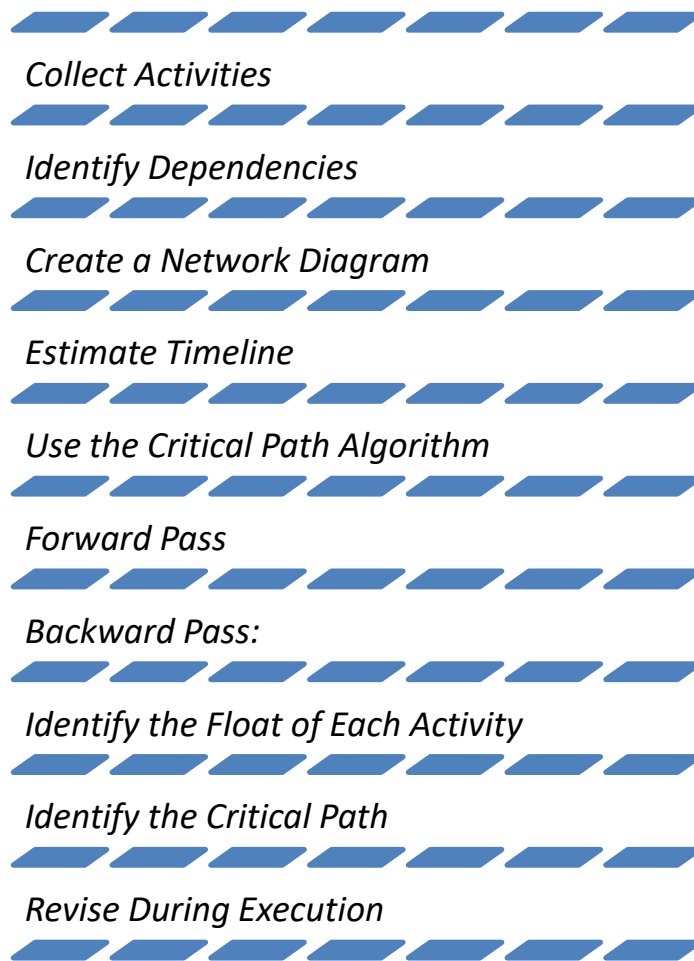 Collect Activities
Identify Dependencies
Create a Network Diagram
Estimate Timeline
Use the Critical Path Algorithm
Forward Pass
Backward Pass:
Identify the Float of Each Activity
Identify the Critical Path
Revise During Execution